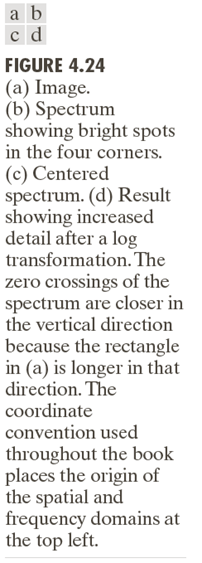 a b
c d
FIGURE 4.24
(a) Image.
(b) Spectrum
showing bright spots
in the four corners.
(c) Centered
spectrum. (d) Result
showing increased
detail after a log
transformation. The
zero crossings of the
spectrum are closer in
the vertical direction
because the rectangle
in (a) is longer in that
direction. The
coordinate
convention used
throughout the book
places the origin of
the spatial and
frequency domains at
the top left.